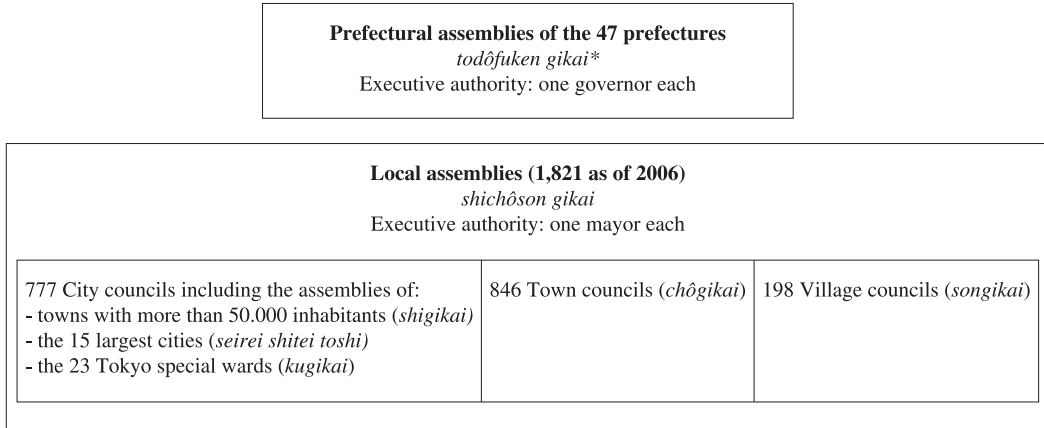 Prefectural assemblies of the 47 prefectures
todôfuken gikai*
Executive authority: one governor each
Local assemblies (1,821 as of 2006)
shichôson gikai
Executive authority: one mayor each
777 City councils including the assemblies of:
- towns with more than 50.000 inhabitants (shigikai)
- the 15 largest cities (seirei shitei toshi)
- the 23 Tokyo special wards (kugikai)
846 Town councils (chôgikai)
198 Village councils (songikai)